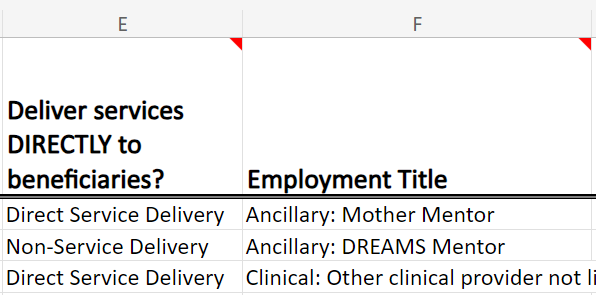 E F
Deliver services
DIRECTLY to
beneficiaries? Employment Title
Direct Service Delivery Ancillary: Mother Mentor
Non-Service Delivery Ancillary: DREAMS Mentor
Direct Service Delivery Clinical: Other clinical provider not li